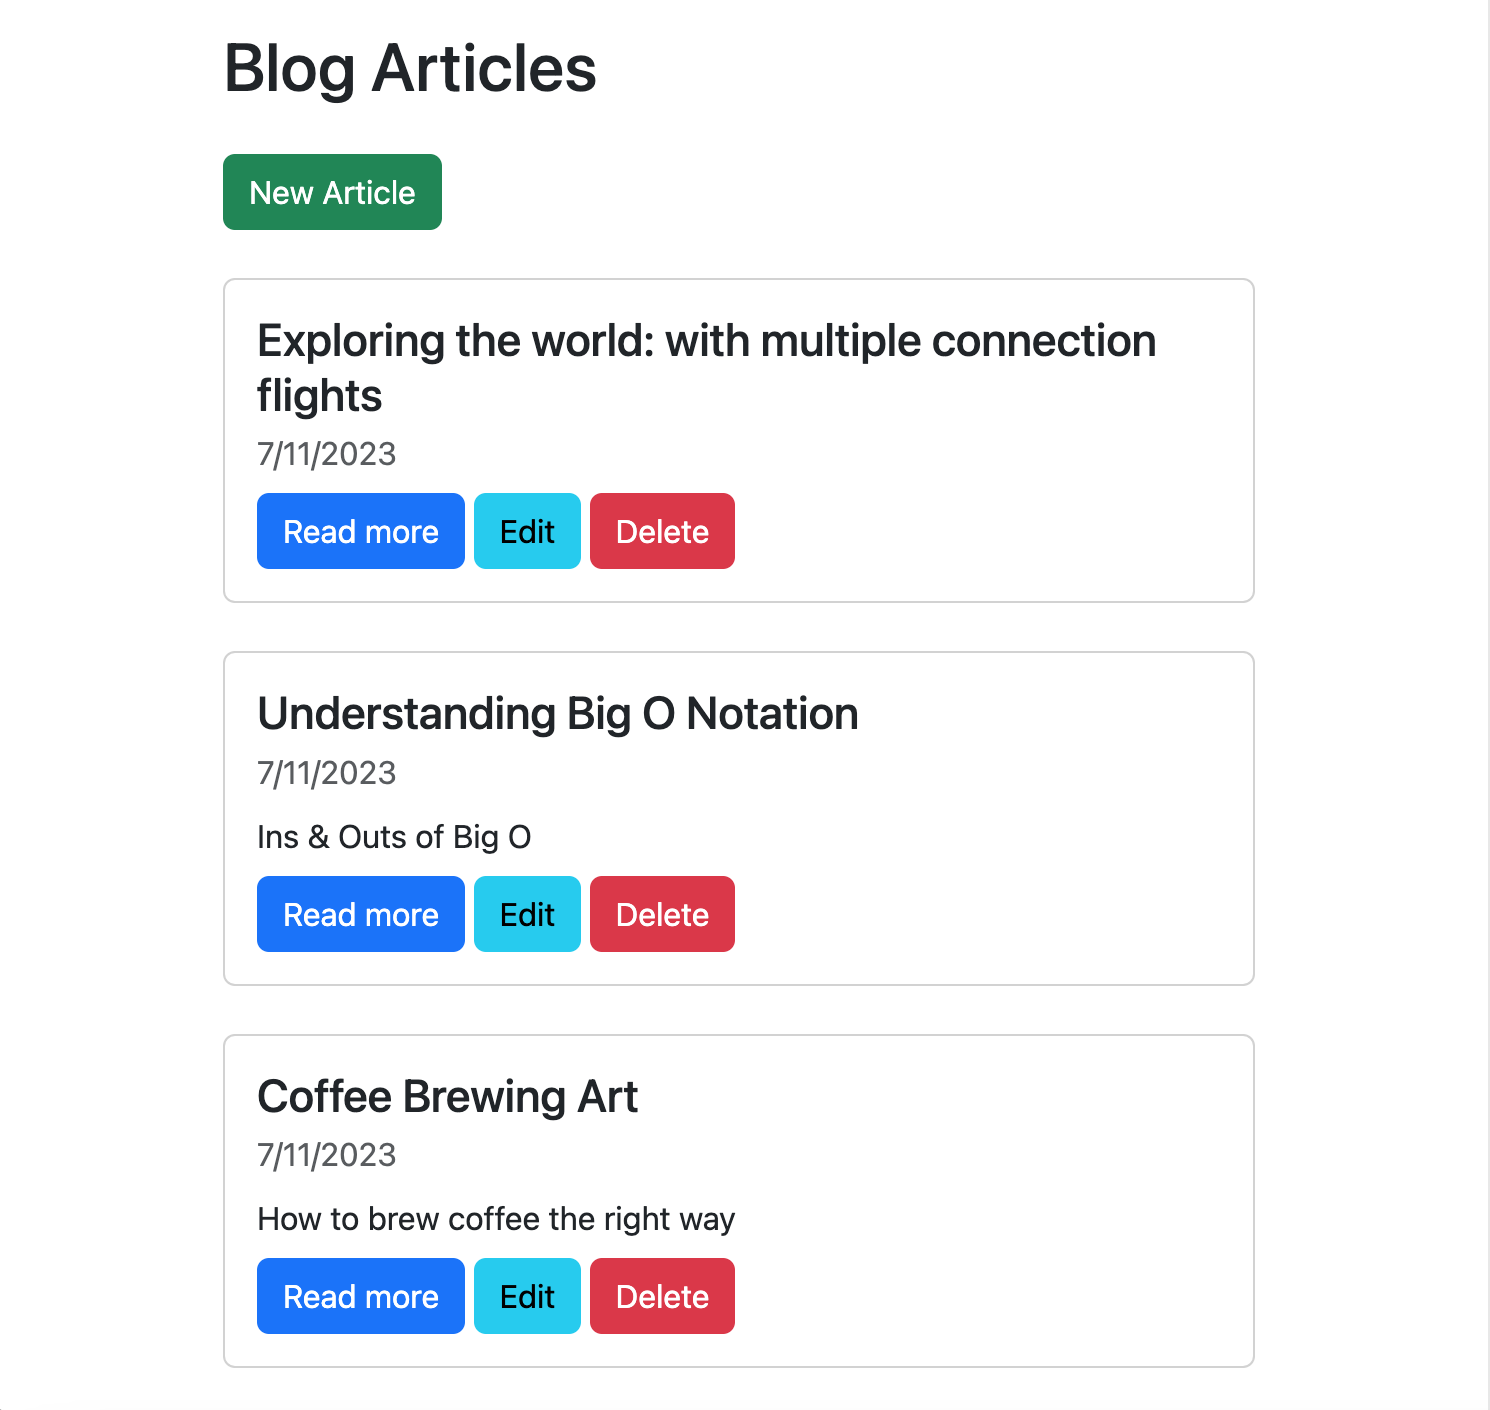 Blog Articles
New Article
Exploring the world: with multiple connection
flights
7/11/2023
Read more Edit Delete
Understanding Big O Notation
7/11/2023
Ins & Outs of Big O
Read more Edit Delete
Coffee Brewing Art
7/11/2023
How to brew coffee the right way
Read more Edit Delete